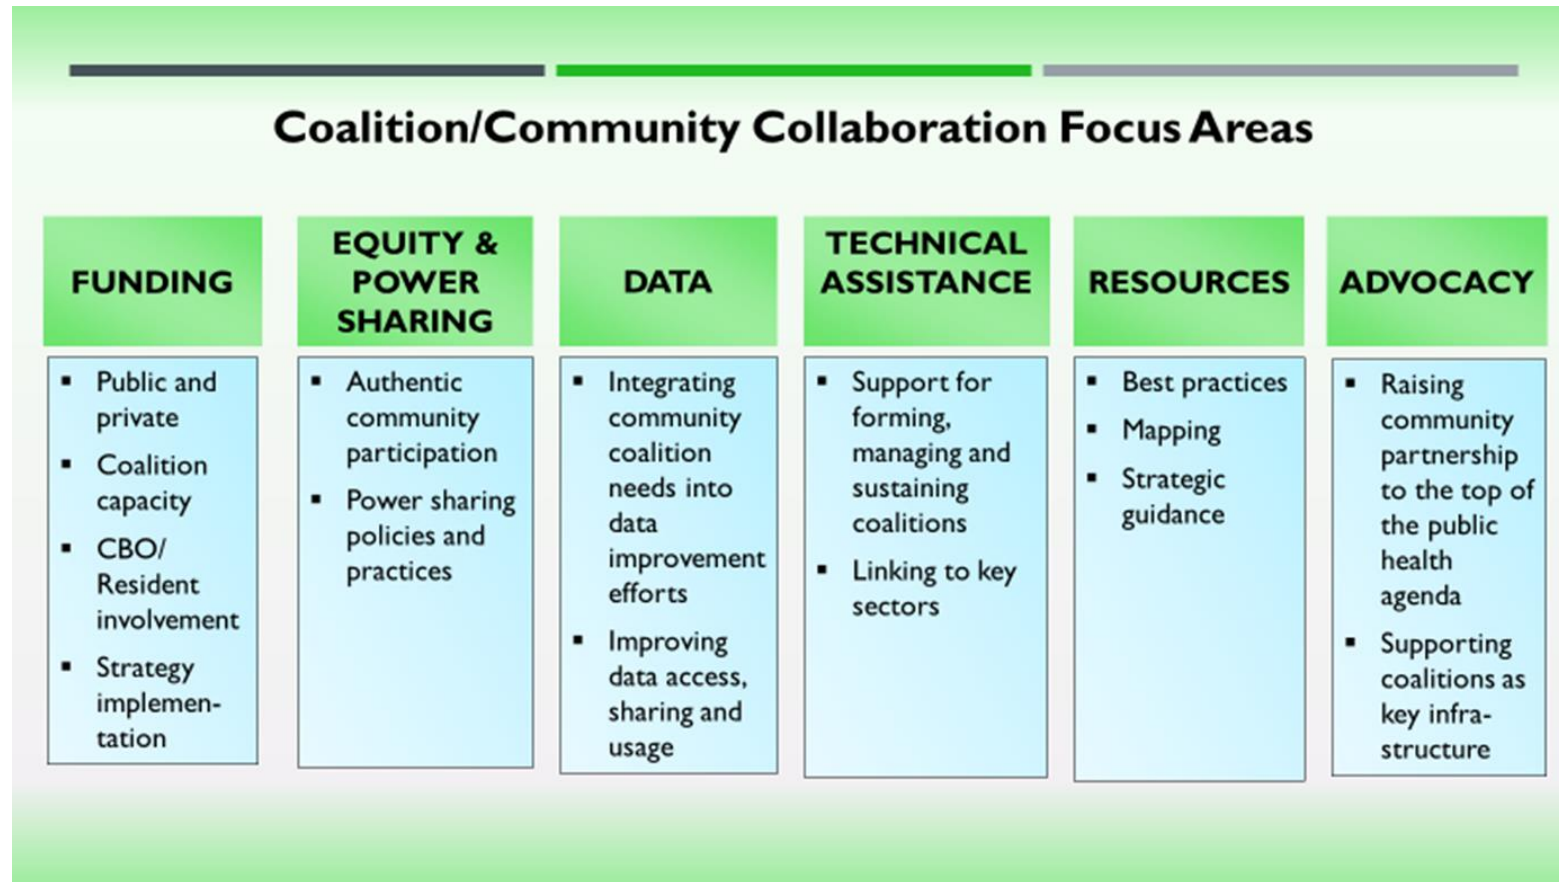 Coalition/Community Collaboration Focus Areas
FUNDING
▪ Public and
private
▪ Coalition
capacity
▪ CBO/
Resident
involvement
▪ Strategy
implemen-
tation
EQUITY &
POWER
SHARING
▪ Authentic
community
participation
▪ Power sharing
policies and
practices
DATA
▪ Integrating
community
coalition
needs into
data
improvement
efforts
▪ Improving
data access,
sharing and
usage
TECHNICAL
ASSISTANCE
▪ Support for
forming,
managing and
sustaining
coalitions
▪ Linking to key
sectors
RESOURCES
▪ Best practices
▪ Mapping
▪ Strategic
guidance
ADVOCACY
▪ Raising
community
partnership
to the top of
the public
health
agenda
▪ Supporting
coalitions as
key infra-
structure